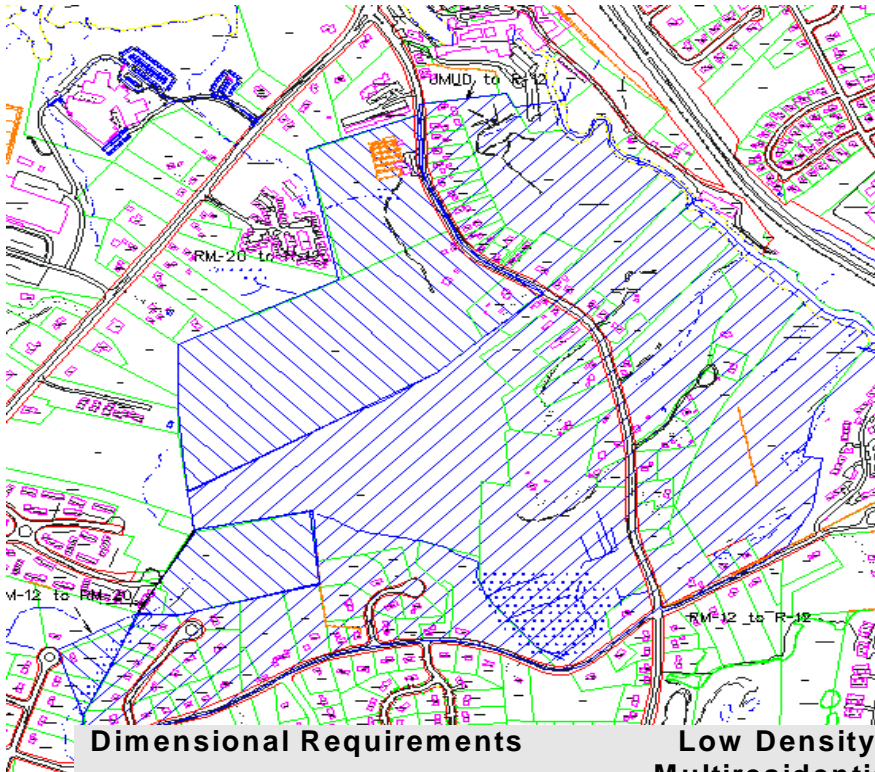 UMUD to R-12
RM-20 to R-12
M-12 to RM-20
RM-12 to R-12
Dimensional Requirements Low Density
Multiresidenti